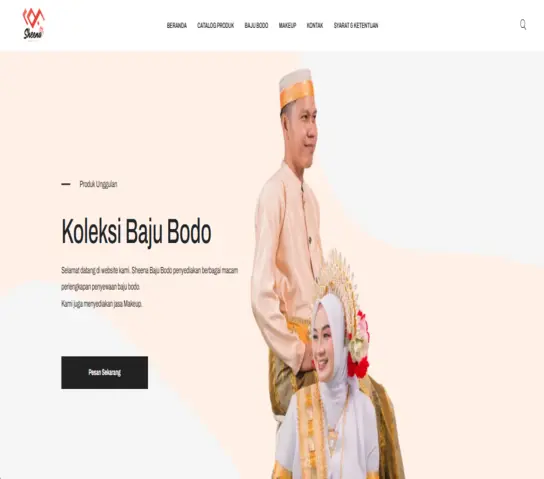 Sheena
BERANDA CATALOG PRODUK BAJU BODO MAKEUP KONTAK SYARAT & KETENTUAN
Produk Unggulan
Koleksi Baju Bodo
Selamat datang di website kami. Sheena Baju Bodo penyediakan berbagai macam
perlengkapan penyewaan baju bodo.
Kami juga menyediakan jasa Makeup.
Pesan Sekarang